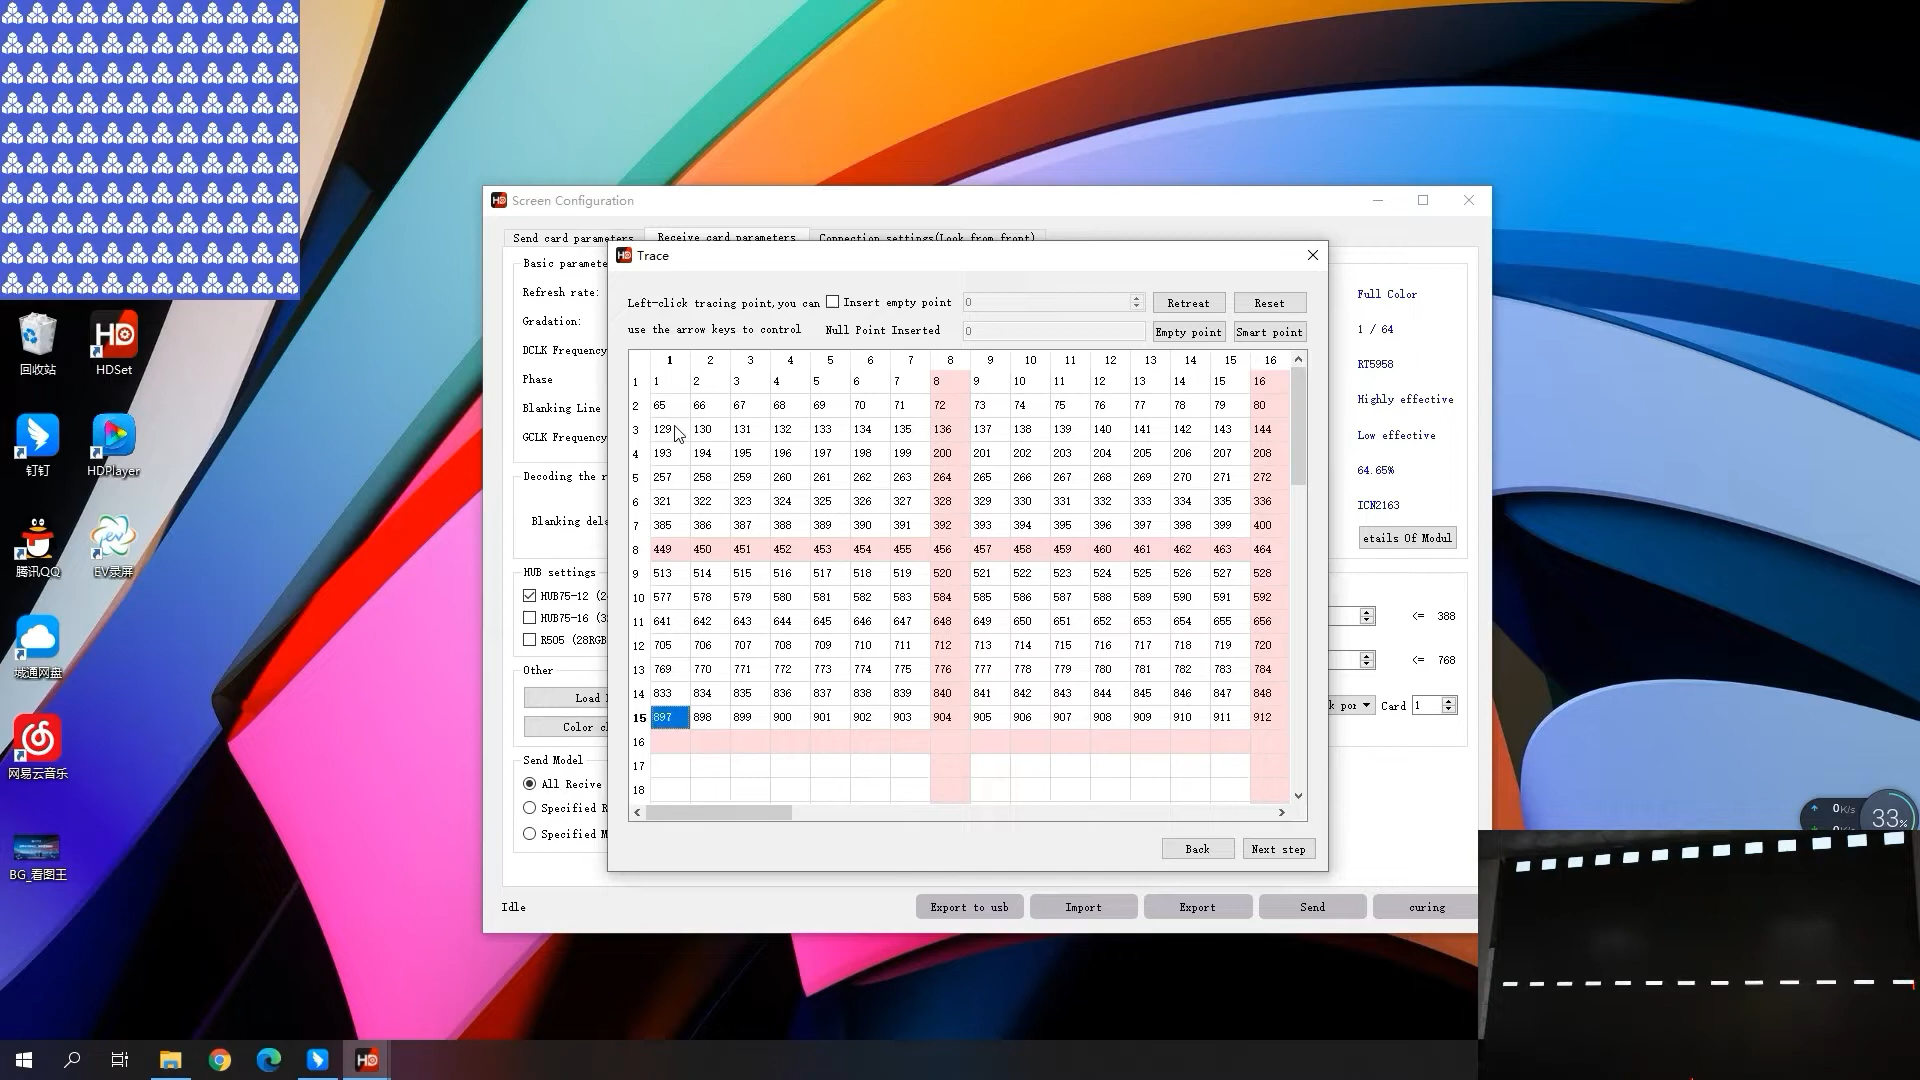 回收站
HDSet
钉钉
HDPlayer
腾讯QQ
EV录屏
城通网盘
网易云音乐
BG_看图王
Screen Configuration
Send card parameters
Receive card parameters
Connection settings(Look from front)
Basic paramete
Refresh rate:
Gradation:
DCLK Frequency
Phase
Blanking Line
GCLK Frequency
Decoding the r
Blanking dela
HUB settings
HUB75-12 (2
HUB75-16 (3
R505 (28RGB
Other
Load
Color c
Send Model
All Recive
Specified R
Specified M
Trace
Left-click tracing point,you can
Insert empty point
0
Retreat
Reset
use the arrow keys to control
Null Point Inserted
0
Empty point
Smart point
1 2 3 4 5 6 7 8 9 10 11 12 13 14 15 16
1 1 2 3 4 5 6 7 8 9 10 11 12 13 14 15 16
2 65 66 67 68 69 70 71 72 73 74 75 76 77 78 79 80
3 129 130 131 132 133 134 135 136 137 138 139 140 141 142 143 144
4 193 194 195 196 197 198 199 200 201 202 203 204 205 206 207 208
5 257 258 259 260 261 262 263 264 265 266 267 268 269 270 271 272
6 321 322 323 324 325 326 327 328 329 330 331 332 333 334 335 336
7 385 386 387 388 389 390 391 392 393 394 395 396 397 398 399 400
8 449 450 451 452 453 454 455 456 457 458 459 460 461 462 463 464
9 513 514 515 516 517 518 519 520 521 522 523 524 525 526 527 528
10 577 578 579 580 581 582 583 584 585 586 587 588 589 590 591 592
11 641 642 643 644 645 646 647 648 649 650 651 652 653 654 655 656
12 705 706 707 708 709 710 711 712 713 714 715 716 717 718 719 720
13 769 770 771 772 773 774 775 776 777 778 779 780 781 782 783 784
14 833 834 835 836 837 838 839 840 841 842 843 844 845 846 847 848
15 897 898 899 900 901 902 903 904 905 906 907 908 909 910 911 912
16
17
18
Back
Next step
Full Color
1 / 64
RT5958
Highly effective
Low effective
64.65%
ICN2163
etails Of Modul
<= 388
<= 768
k por
Card 1
Idle
Export to usb
Import
Export
Send
curing
0K/s
33%